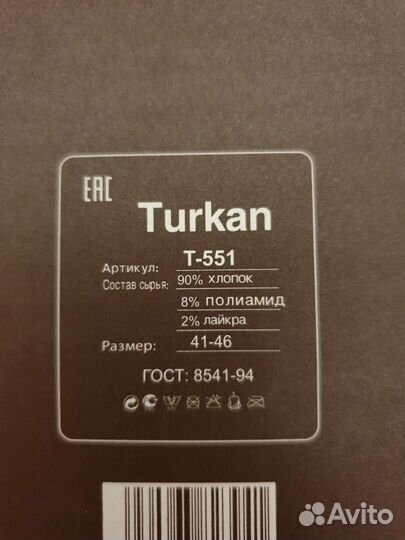 EAC
Turkan
Артикул: T-551
Состав сырья: 90% хлопок
8% полиамид
2% лайкра
Размер: 41-46
ГОСТ: 8541-94
Avito